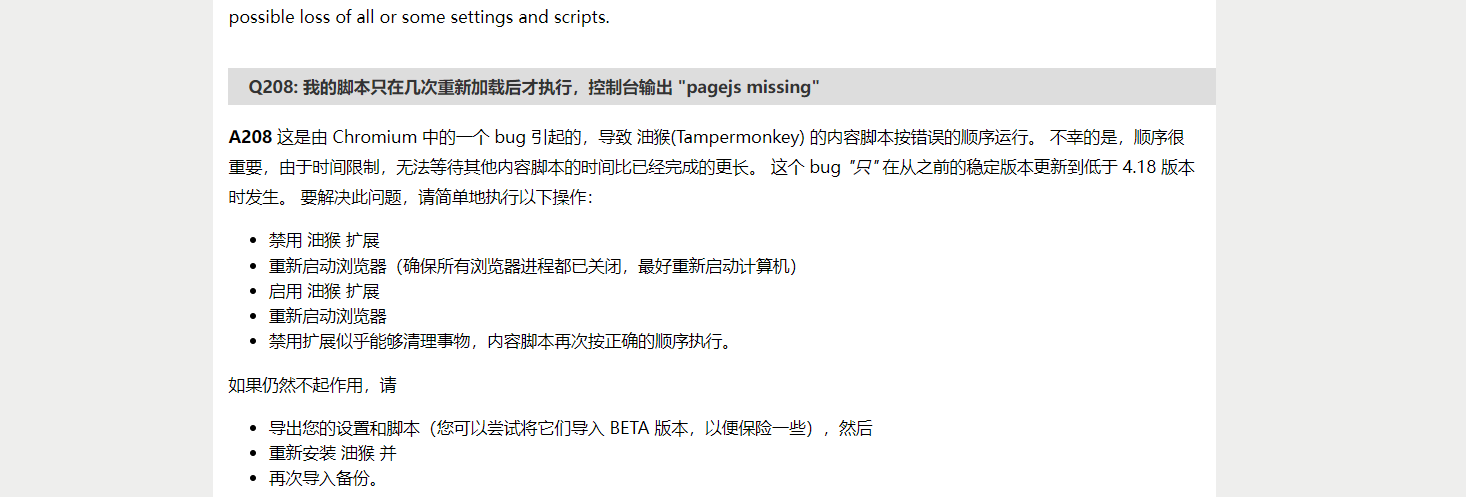 possible loss of all or some settings and scripts.
Q208: 我的脚本只在几次重新加载后才执行，控制台输出 "pagejs missing"
A208 这是由 Chromium 中的一个 bug 引起的，导致 油猴(Tampermonkey) 的内容脚本按错误的顺序运行。 不幸的是，顺序很
重要，由于时间限制，无法等待其他内容脚本的时间比已经完成的更长。 这个 bug "只" 在从之前的稳定版本更新到低于 4.18 版本
时发生。 要解决此问题，请简单地执行以下操作：
• 禁用 油猴 扩展
• 重新启动浏览器（确保所有浏览器进程都已关闭，最好重新启动计算机）
• 启用 油猴 扩展
• 重新启动浏览器
• 禁用扩展似乎能够清理事物，内容脚本再次按正确的顺序执行。
如果仍然不起作用，请
• 导出您的设置和脚本（您可以尝试将它们导入 BETA 版本，以便保险一些），然后
• 重新安装 油猴 并
• 再次导入备份。